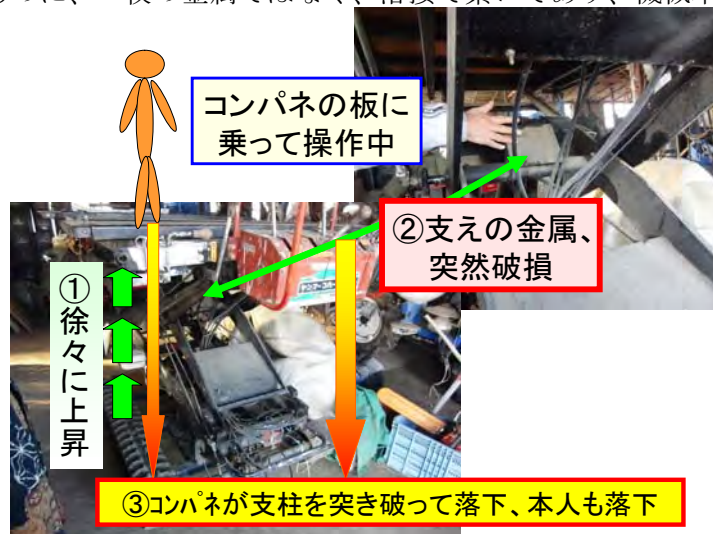 コンパネの板に
乗って操作中
②支えの金属、
突然破損
①徐々に上昇
③ｺﾝﾊﾟﾈが支柱を突き破って落下、本人も落下